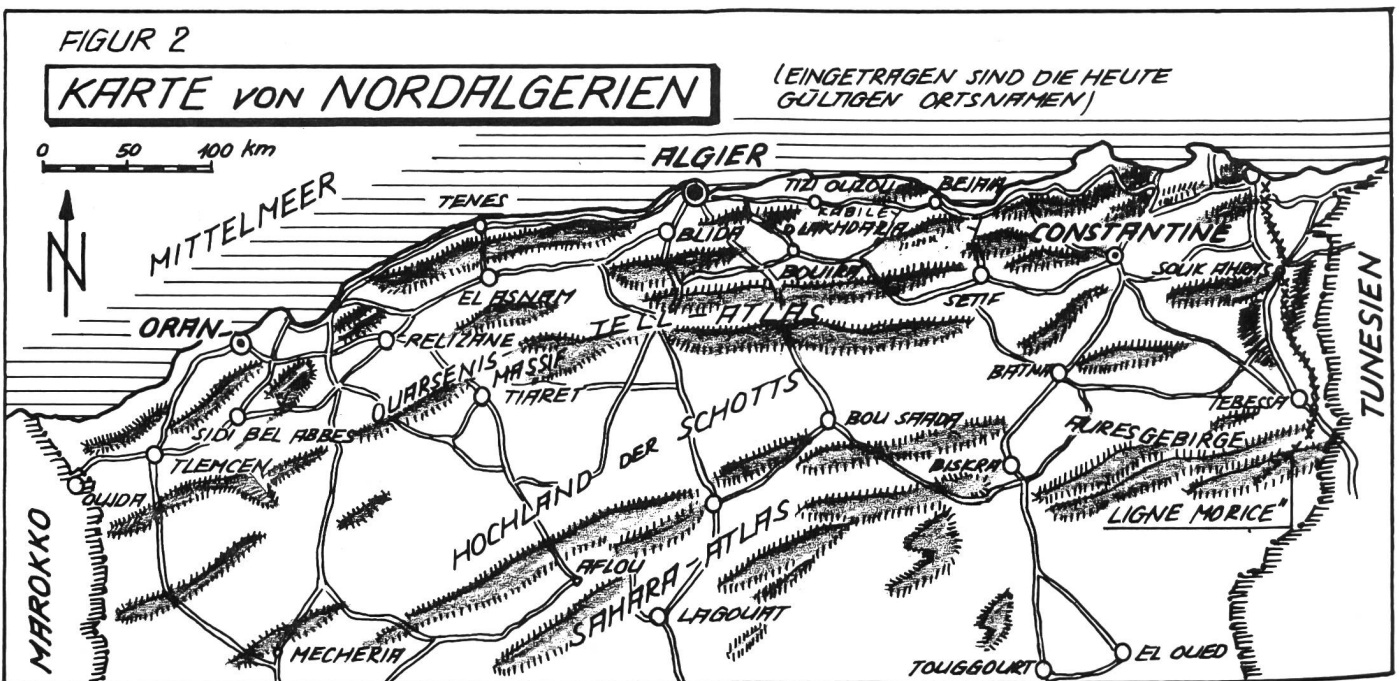 FIGUR 2
KARTE VON NORDALGERIEN
(EINGETRAGEN SIND DIE HEUTE
GÜLTIGEN ORTSNAMEN)
0 50 100 km
N
MITTELMEER
ALGIER
TENES
TIZI OUZOU
BEJAIA
KABILE-
LAKHDARIA
BLIDA
BOUIRA
CONSTANTINE
SOUK AHRAS
SETIF
EL ASNAM
ORAN
RELIZANE
TELL-ATLAS
OUARSENIS-
MASSIF
TIARET
BATNA
TEBESSA
TUNESIEN
SIDI BEL ABBES
BOU SAADA
AURESGEBIRGE
TLEMCEN
BISKRA
OUJDA
HOCHLAND DER SCHOTTS
LIGNE MORICE"
MAROKKO
AFLOU
SAHARA-ATLAS
LAGOUAT
MECHERIA
TOUGGOURT
EL OUED